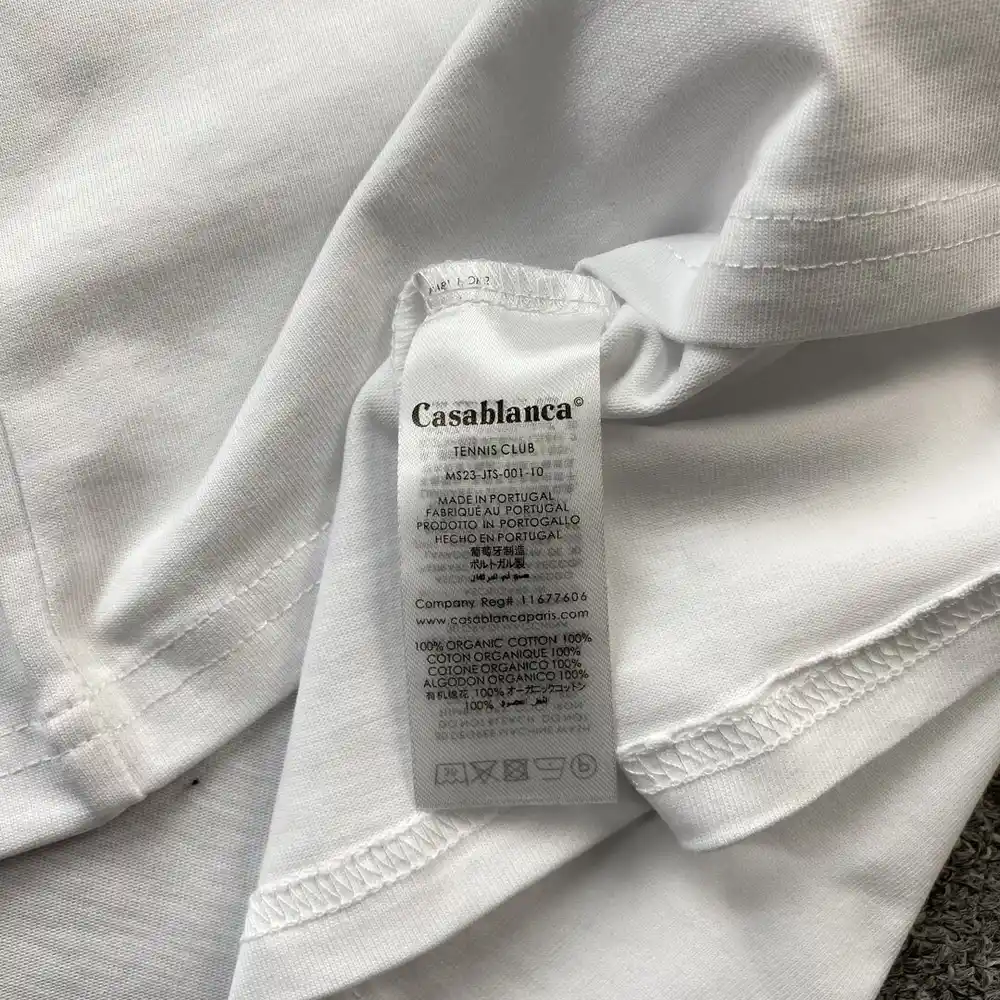 Casablanca©
TENNIS CLUB
MS23-JTS-001-10
MADE IN PORTUGAL
FABRIQUÉ AU PORTUGAL
PRODOTTO IN PORTOGALLO
HECHO EN PORTUGAL
葡萄牙制造
ポルトガル製
Company Reg# 11677606
www.casablancaparis.com
100% ORGANIC COTTON 100%
COTON ORGANIQUE 100%
COTONE ORGANICO 100%
ALGODON ORGANICO 100%
有机棉花 100% オーガニックコットン
100%